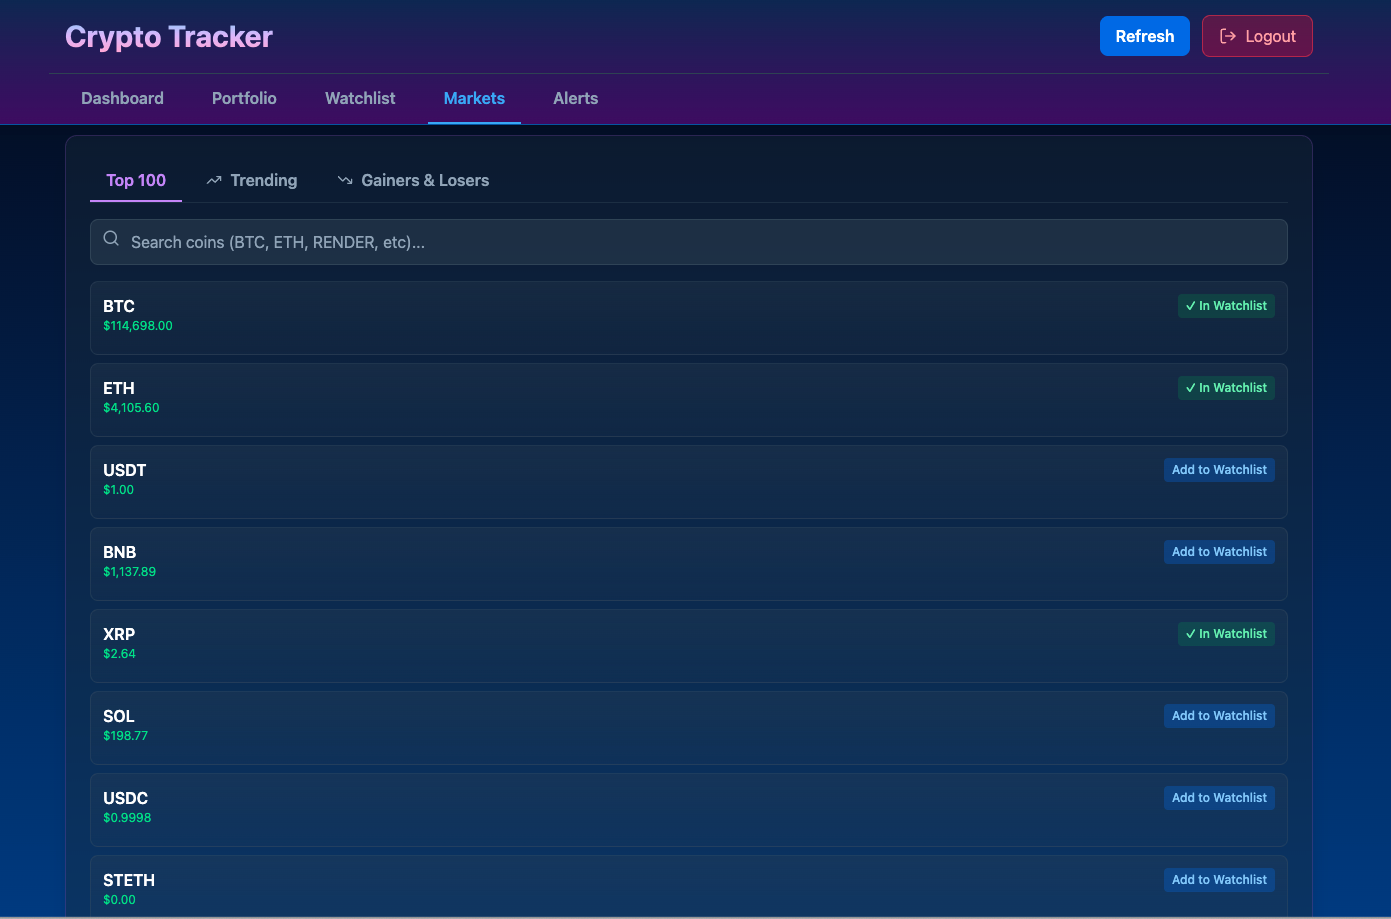 Crypto Tracker
Refresh
Logout
Dashboard
Portfolio
Watchlist
Markets
Alerts
Top 100
Trending
Gainers & Losers
Search coins (BTC, ETH, RENDER, etc)...
BTC
✓ In Watchlist
$114,698.00
ETH
✓ In Watchlist
$4,105.60
USDT
Add to Watchlist
$1.00
BNB
Add to Watchlist
$1,137.89
XRP
✓ In Watchlist
$2.64
SOL
Add to Watchlist
$198.77
USDC
Add to Watchlist
$0.9998
STETH
Add to Watchlist
$0.00